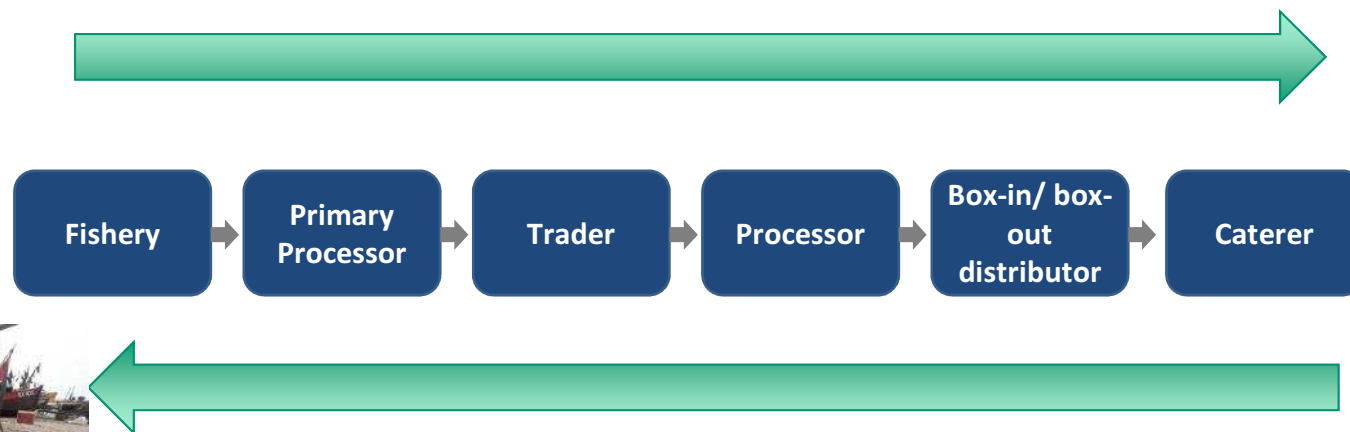 Fishery
Primary
Processor
Trader
Processor
Box-in/ box-
out
distributor
Caterer